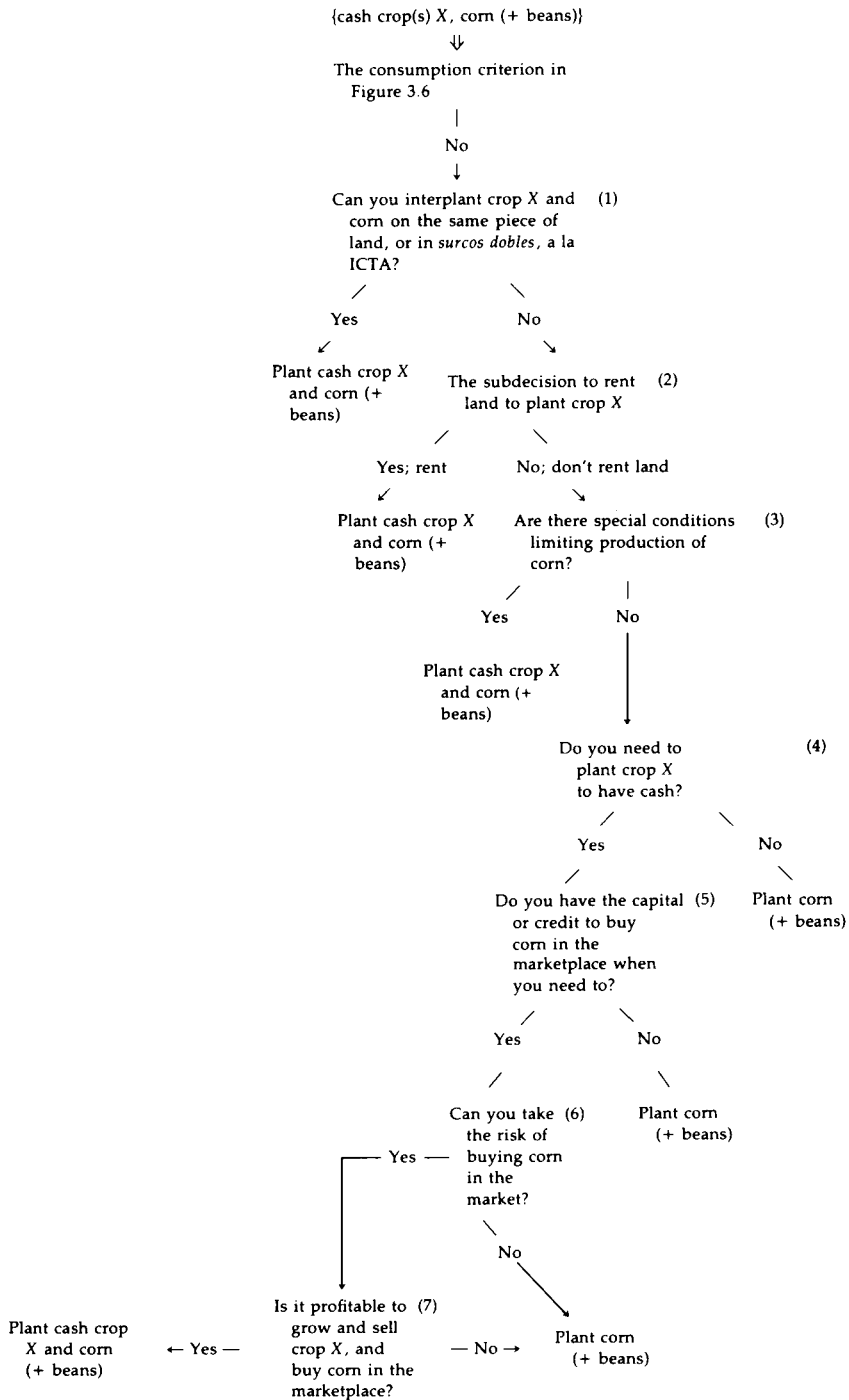 {cash crop(s) X, corn (+ beans)}
⇓
The consumption criterion in
Figure 3.6
No
↓
Can you interplant crop X and (1)
corn on the same piece of
land, or in surcos dobles, a la
ICTA?
Yes No
Plant cash crop X
and corn (+
beans)
The subdecision to rent (2)
land to plant crop X
Yes; rent No; don't rent land
Plant cash crop X
and corn (+
beans)
Are there special conditions (3)
limiting production of
corn?
Yes No
Plant cash crop X
and corn (+
beans)
Do you need to (4)
plant crop X
to have cash?
Yes No
Do you have the capital (5)
or credit to buy
corn in the
marketplace when
you need to?
Plant corn
(+ beans)
Yes No
Can you take (6)
the risk of
buying corn
in the
market?
Plant corn
(+ beans)
Yes
No
Is it profitable to (7)
grow and sell
crop X, and
buy corn in the
marketplace?
Plant cash crop
X and corn
(+ beans)
← Yes —
— No →
Plant corn
(+ beans)